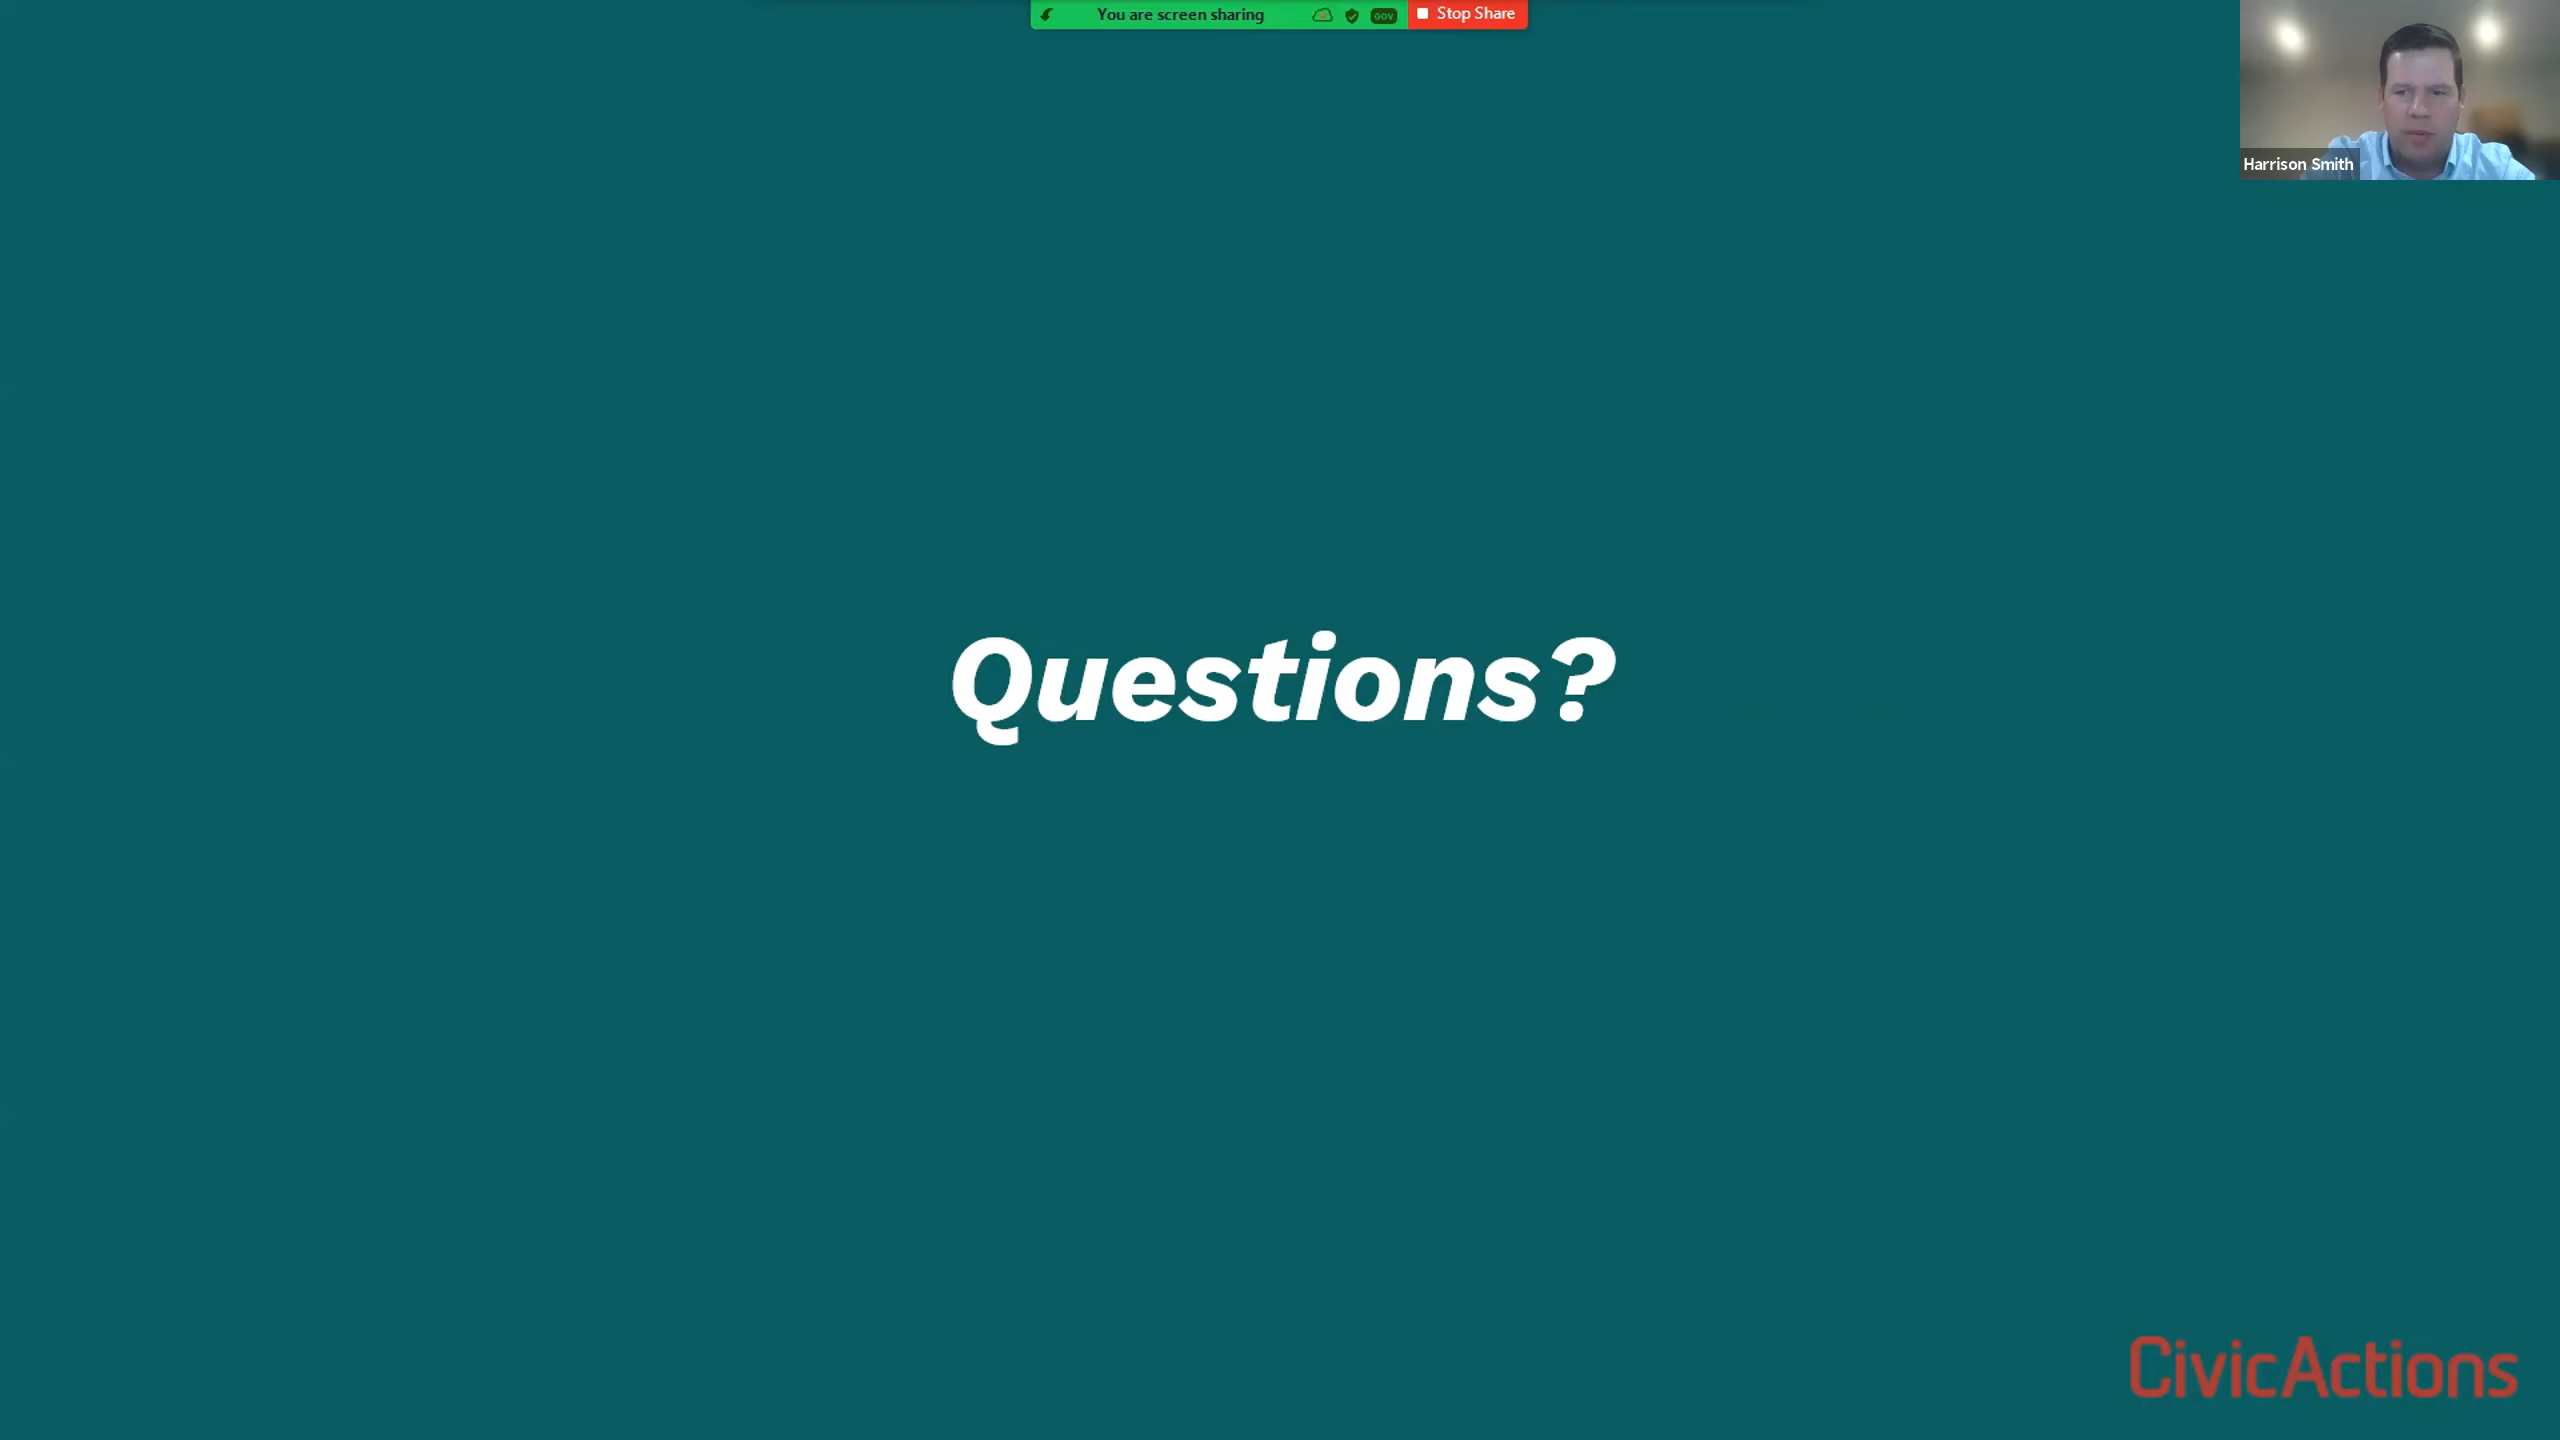 You are screen sharing
GOV
Stop Share
Harrison Smith
Questions?
CivicActions